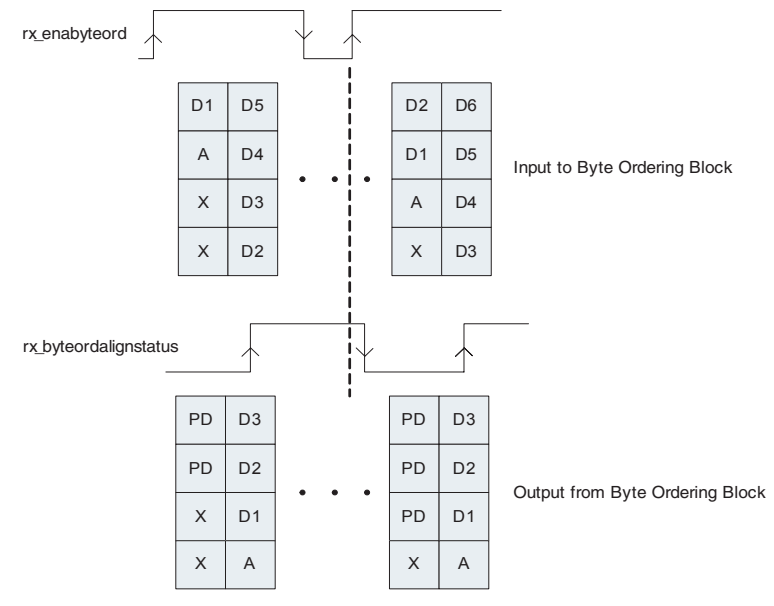 rx_enabyteord
D1 D5 D2 D6
A D4 D1 D5
Input to Byte Ordering Block
X D3 A D4
X D2 X D3
rx_byteordalignstatus
PD D3 PD D3
PD D2 PD D2
Output from Byte Ordering Block
X D1 PD D1
X A X A